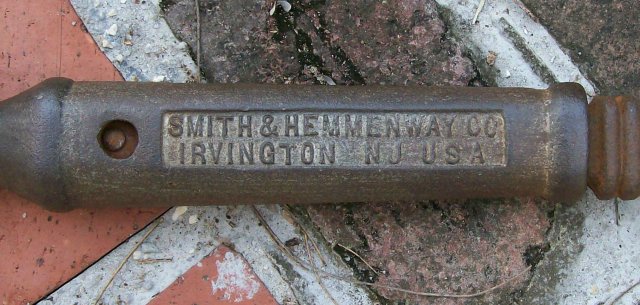 SMITH & HEMMENWAY CO
IRVINGTON NJ USA